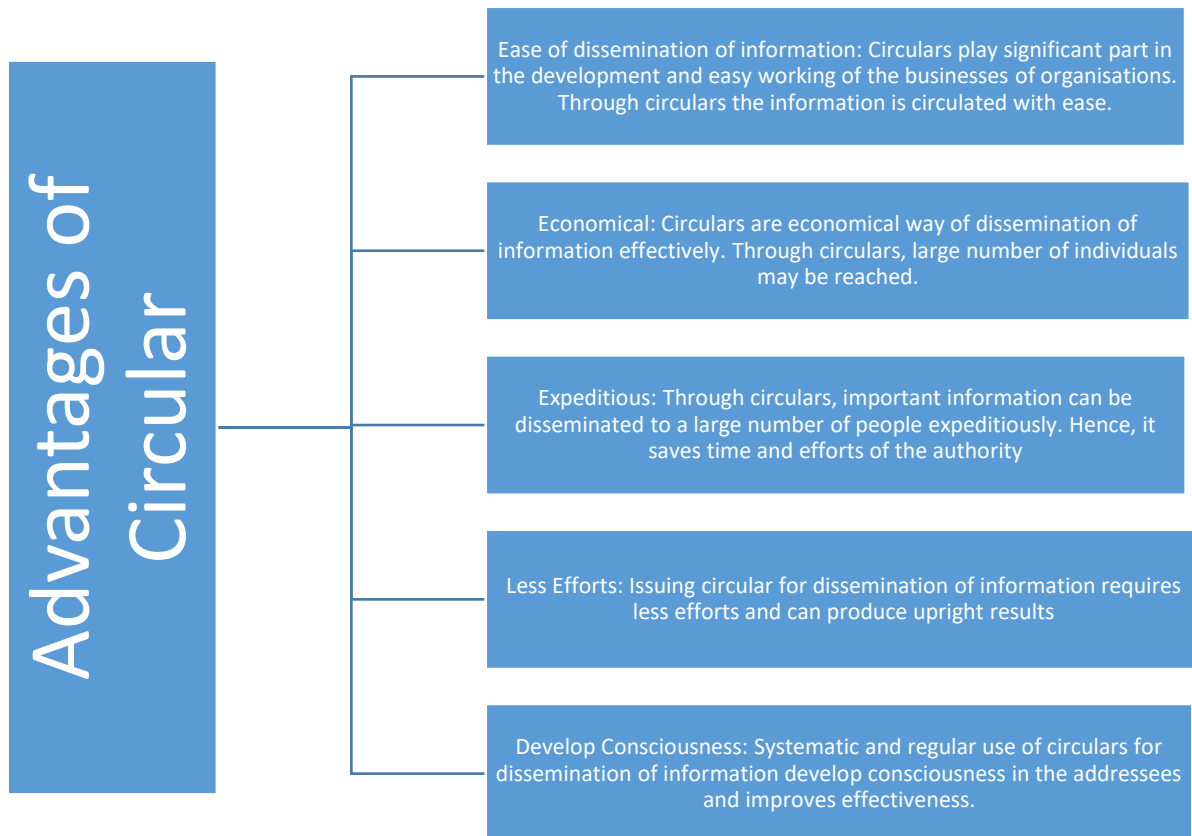 Advantages of
Circular
Ease of dissemination of information: Circulars play significant part in
the development and easy working of the businesses of organisations.
Through circulars the information is circulated with ease.
Economical: Circulars are economical way of dissemination of
information effectively. Through circulars, large number of individuals
may be reached.
Expeditious: Through circulars, important information can be
disseminated to a large number of people expeditiously. Hence, it
saves time and efforts of the authority
Less Efforts: Issuing circular for dissemination of information requires
less efforts and can produce upright results
Develop Consciousness: Systematic and regular use of circulars for
dissemination of information develop consciousness in the addressees
and improves effectiveness.